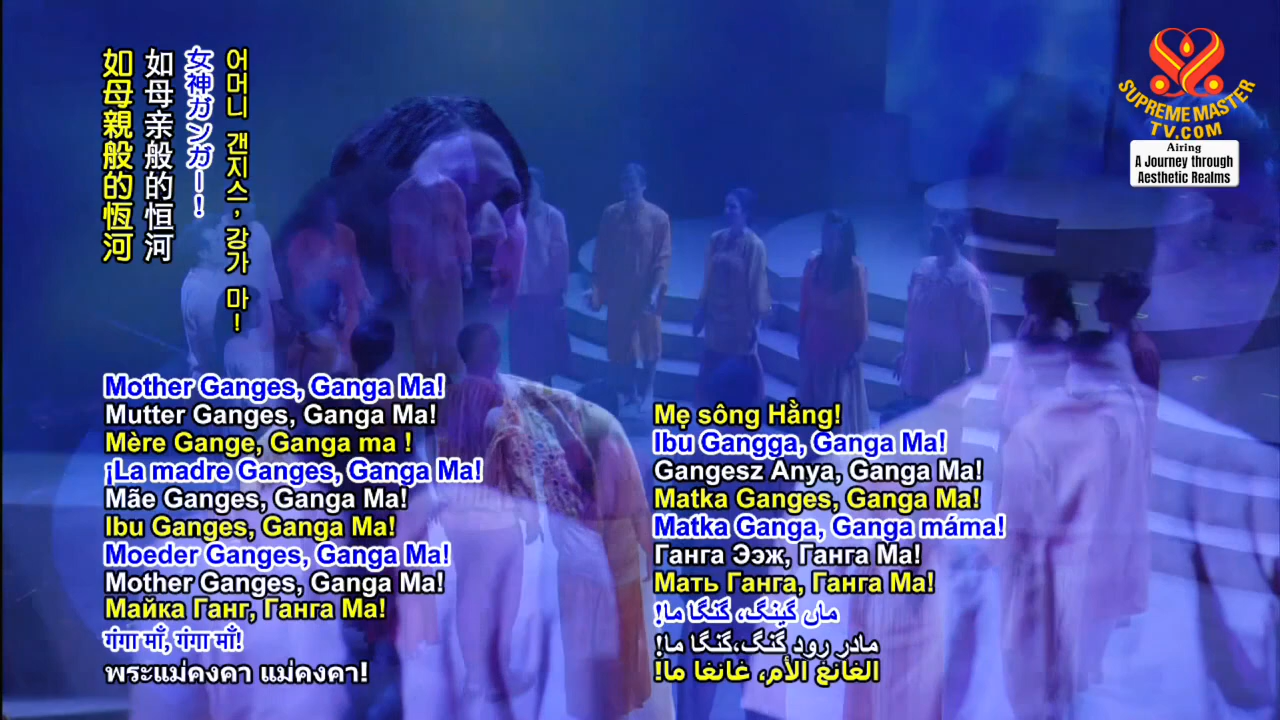 如母親般的恆河
如母亲般的恒河
女神ガンガー!
어머니 갠지스, 강가 마!
SUPREME MASTER
TV.COM
Airing
A Journey through
Aesthetic Realms
Mother Ganges, Ganga Ma!
Mutter Ganges, Ganga Ma!
Mère Gange, Ganga ma !
¡La madre Ganges, Ganga Ma!
Mãe Ganges, Ganga Ma!
Ibu Ganges, Ganga Ma!
Moeder Ganges, Ganga Ma!
Mother Ganges, Ganga Ma!
Майка Ганг, Ганга Ма!
गंगा माँ, गंगा माँ!
พระแม่คงคา แม่คงคา!
Mẹ sông Hằng!
Ibu Gangga, Ganga Ma!
Gangesz Anya, Ganga Ma!
Matka Ganges, Ganga Ma!
Matka Ganga, Ganga máma!
Ганга Ээж, Ганга Ма!
Мать Ганга, Ганга Ма!
ماں گینگ، گنگا ما!
مادر رود گنگ،گنگا ما!
الغانغ الأم، غانغا ما!